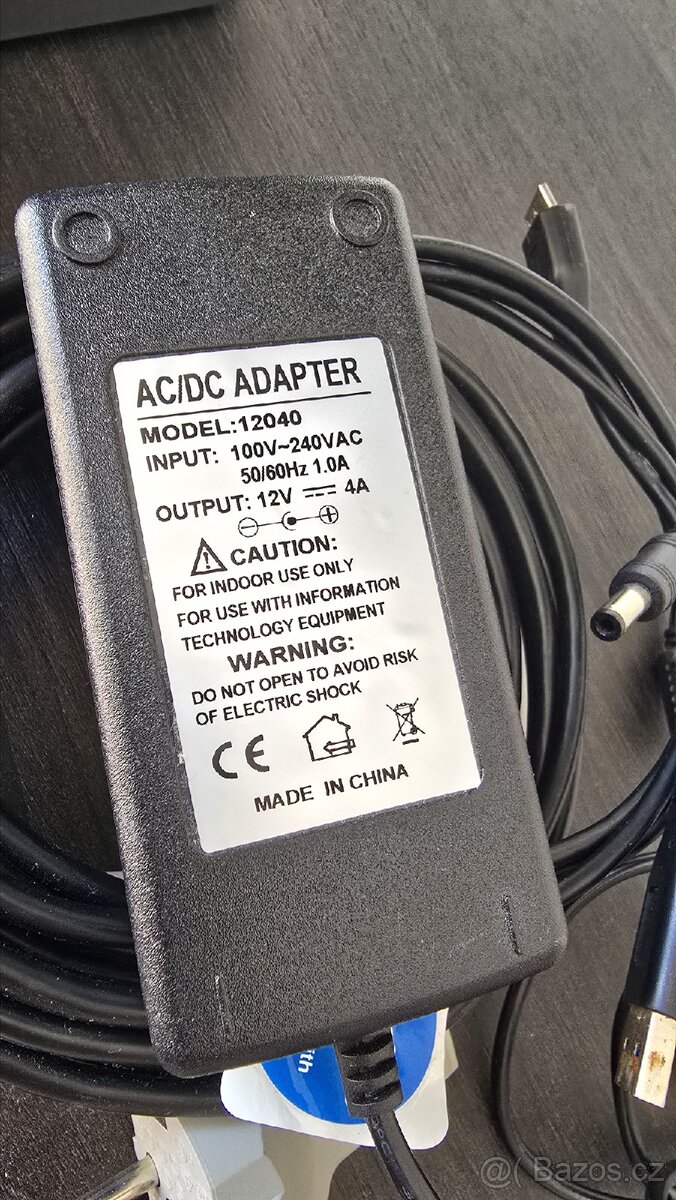 AC/DC ADAPTER
MODEL:12040
INPUT: 100V~240VAC
50/60Hz 1.0A
OUTPUT: 12V ⎓ 4A
CAUTION:
FOR INDOOR USE ONLY
FOR USE WITH INFORMATION
TECHNOLOGY EQUIPMENT
WARNING:
DO NOT OPEN TO AVOID RISK
OF ELECTRIC SHOCK
CE
MADE IN CHINA
@( Bazos.cz